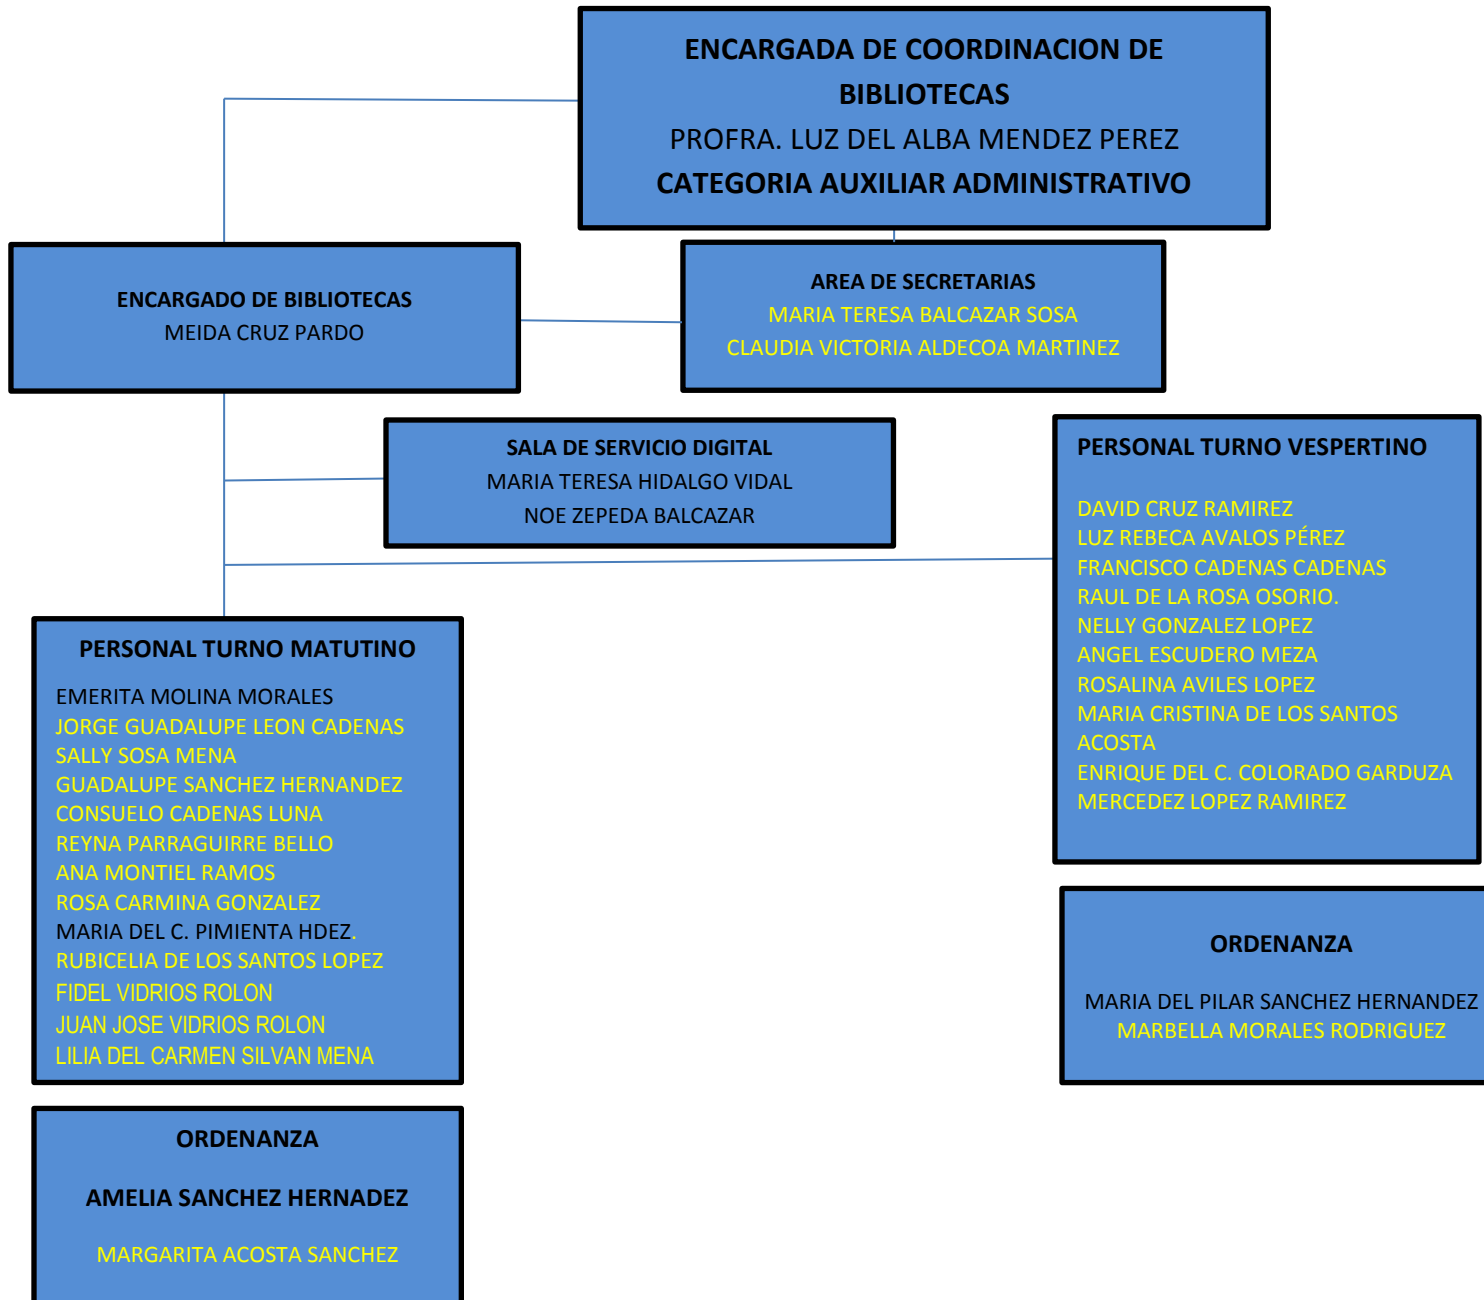 ENCARGADA DE COORDINACION DE
BIBLIOTECAS
PROFRA. LUZ DEL ALBA MENDEZ PEREZ
CATEGORIA AUXILIAR ADMINISTRATIVO
ENCARGADO DE BIBLIOTECAS
MEIDA CRUZ PARDO
AREA DE SECRETARIAS
MARIA TERESA BALCAZAR SOSA
CLAUDIA VICTORIA ALDECOA MARTINEZ
SALA DE SERVICIO DIGITAL
MARIA TERESA HIDALGO VIDAL
NOE ZEPEDA BALCAZAR
PERSONAL TURNO VESPERTINO
DAVID CRUZ RAMIREZ
LUZ REBECA AVALOS PÉREZ
FRANCISCO CADENAS CADENAS
RAUL DE LA ROSA OSORIO.
NELLY GONZALEZ LOPEZ
ANGEL ESCUDERO MEZA
ROSALINA AVILES LOPEZ
MARIA CRISTINA DE LOS SANTOS
ACOSTA
ENRIQUE DEL C. COLORADO GARDUZA
MERCEDEZ LOPEZ RAMIREZ
PERSONAL TURNO MATUTINO
EMERITA MOLINA MORALES
JORGE GUADALUPE LEON CADENAS
SALLY SOSA MENA
GUADALUPE SANCHEZ HERNANDEZ
CONSUELO CADENAS LUNA
REYNA PARRAGUIRRE BELLO
ANA MONTIEL RAMOS
ROSA CARMINA GONZALEZ
MARIA DEL C. PIMIENTA HDEZ.
RUBICELIA DE LOS SANTOS LOPEZ
FIDEL VIDRIOS ROLON
JUAN JOSE VIDRIOS ROLON
LILIA DEL CARMEN SILVAN MENA
ORDENANZA
MARIA DEL PILAR SANCHEZ HERNANDEZ
MARBELLA MORALES RODRIGUEZ
ORDENANZA
AMELIA SANCHEZ HERNADEZ
MARGARITA ACOSTA SANCHEZ